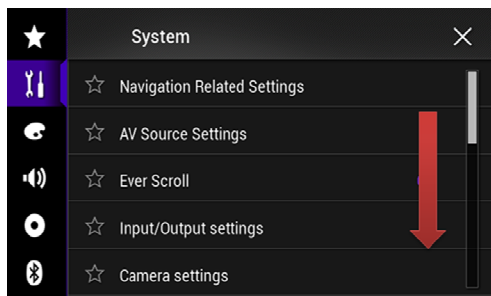 System
Navigation Related Settings
AV Source Settings
Ever Scroll
Input/Output settings
Camera settings